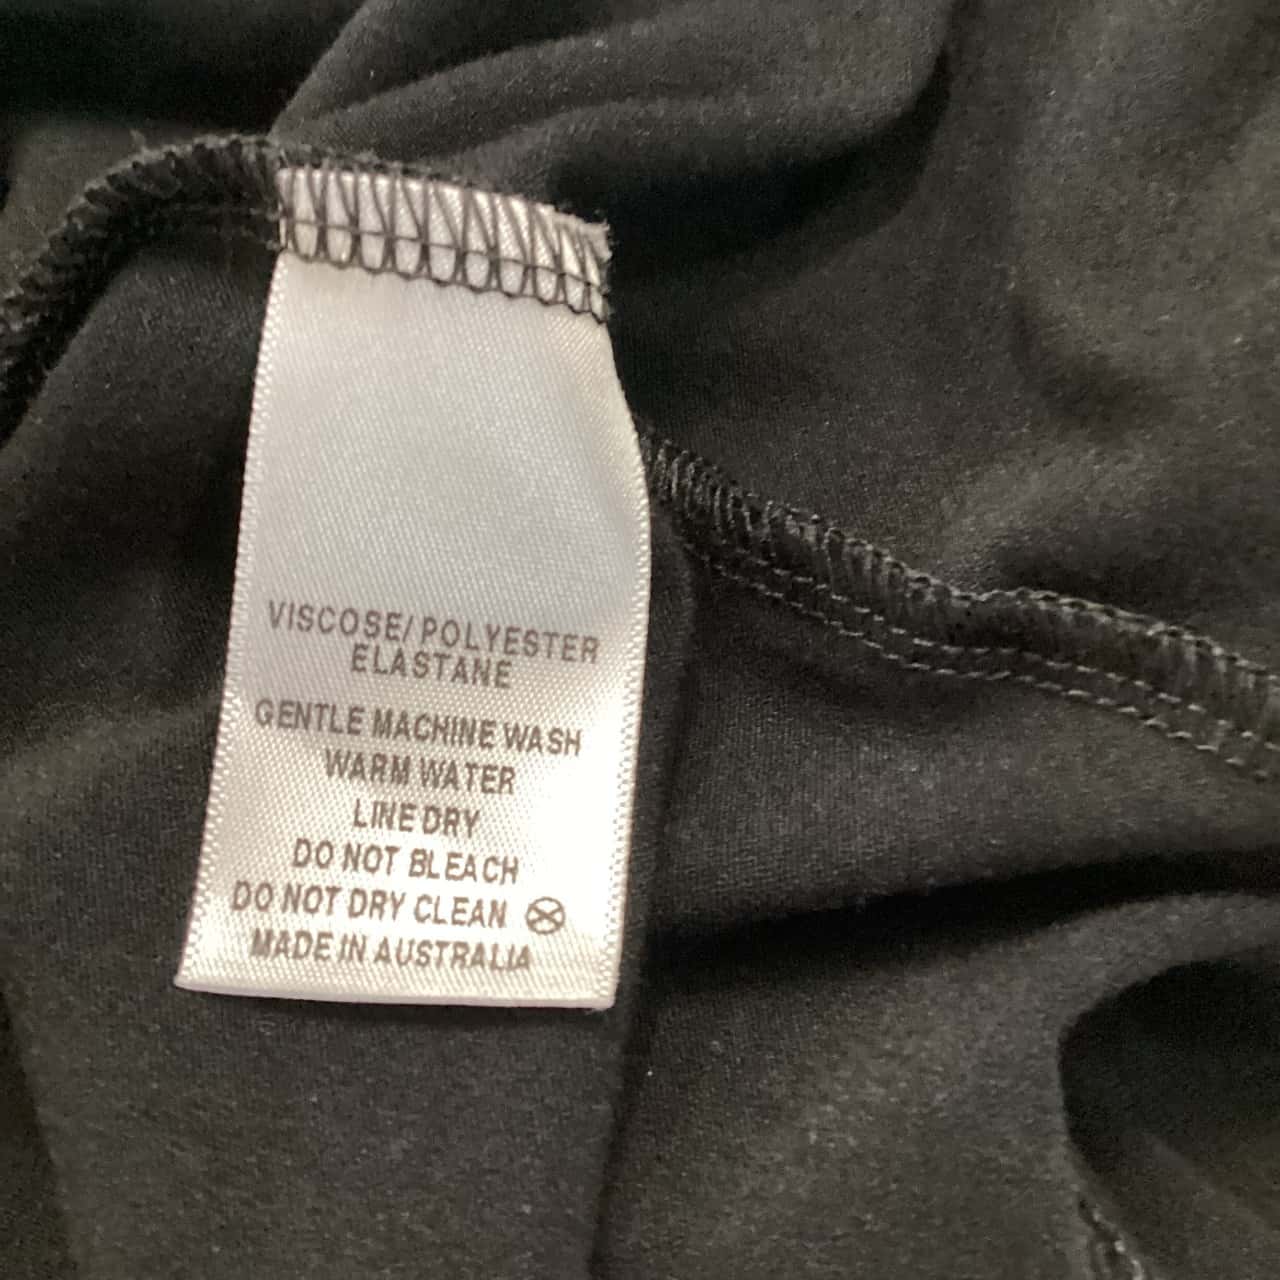 VISCOSE/ POLYESTER
ELASTANE
GENTLE MACHINE WASH
WARM WATER
LINE DRY
DO NOT BLEACH
DO NOT DRY CLEAN
MADE IN AUSTRALIA